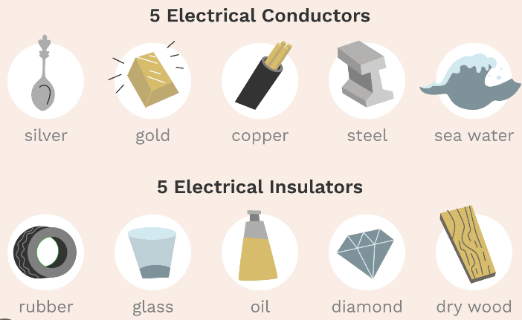 5 Electrical Conductors
silver gold copper steel sea water
5 Electrical Insulators
rubber glass oil diamond dry wood